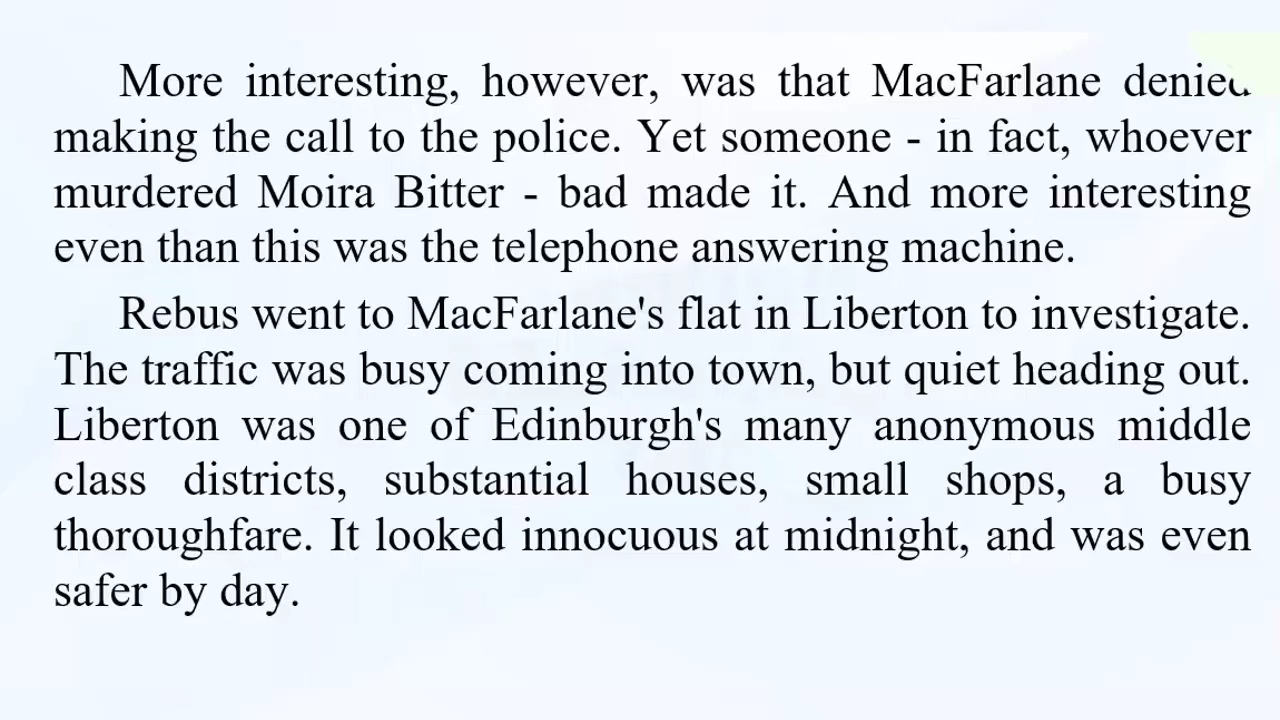 More interesting, however, was that MacFarlane denied
making the call to the police. Yet someone - in fact, whoever
murdered Moira Bitter - bad made it. And more interesting
even than this was the telephone answering machine.
Rebus went to MacFarlane's flat in Liberton to investigate.
The traffic was busy coming into town, but quiet heading out.
Liberton was one of Edinburgh's many anonymous middle
class districts, substantial houses, small shops, a busy
thoroughfare. It looked innocuous at midnight, and was even
safer by day.